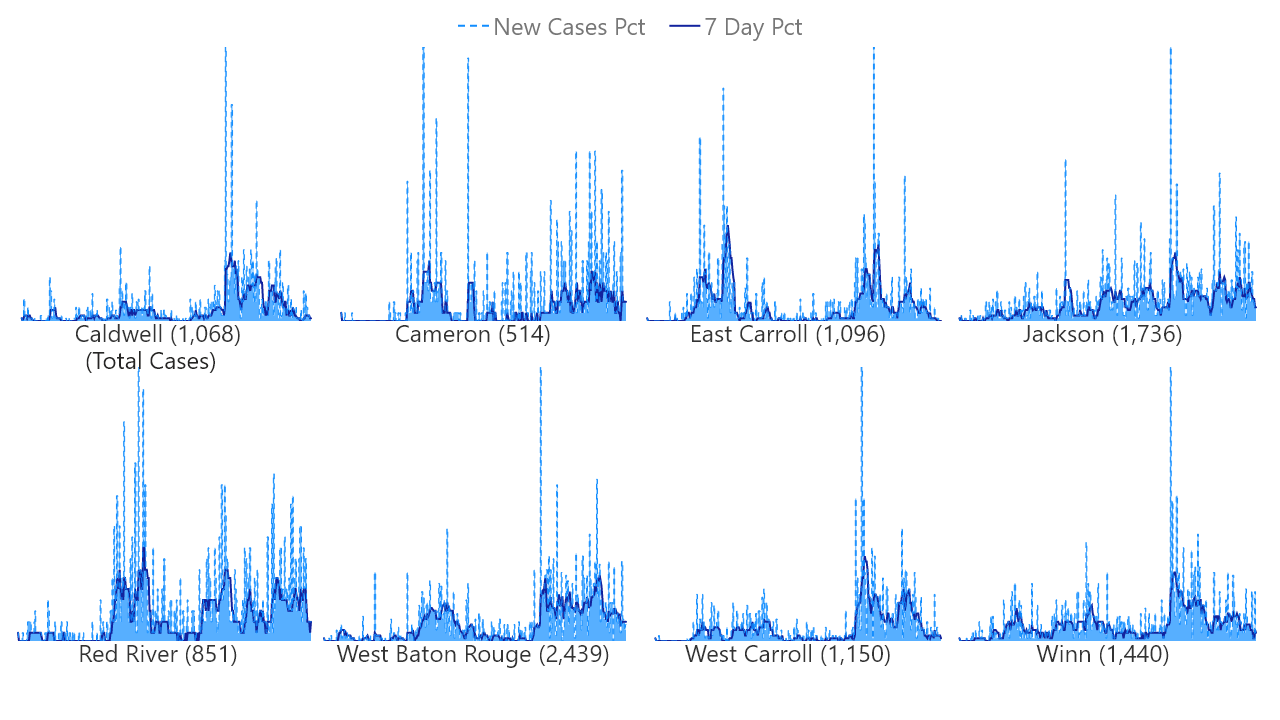 New Cases Pct 7 Day Pct
Caldwell (1,068) Cameron (514) East Carroll (1,096) Jackson (1,736)
(Total Cases)
Red River (851) West Baton Rouge (2,439) West Carroll (1,150) Winn (1,440)